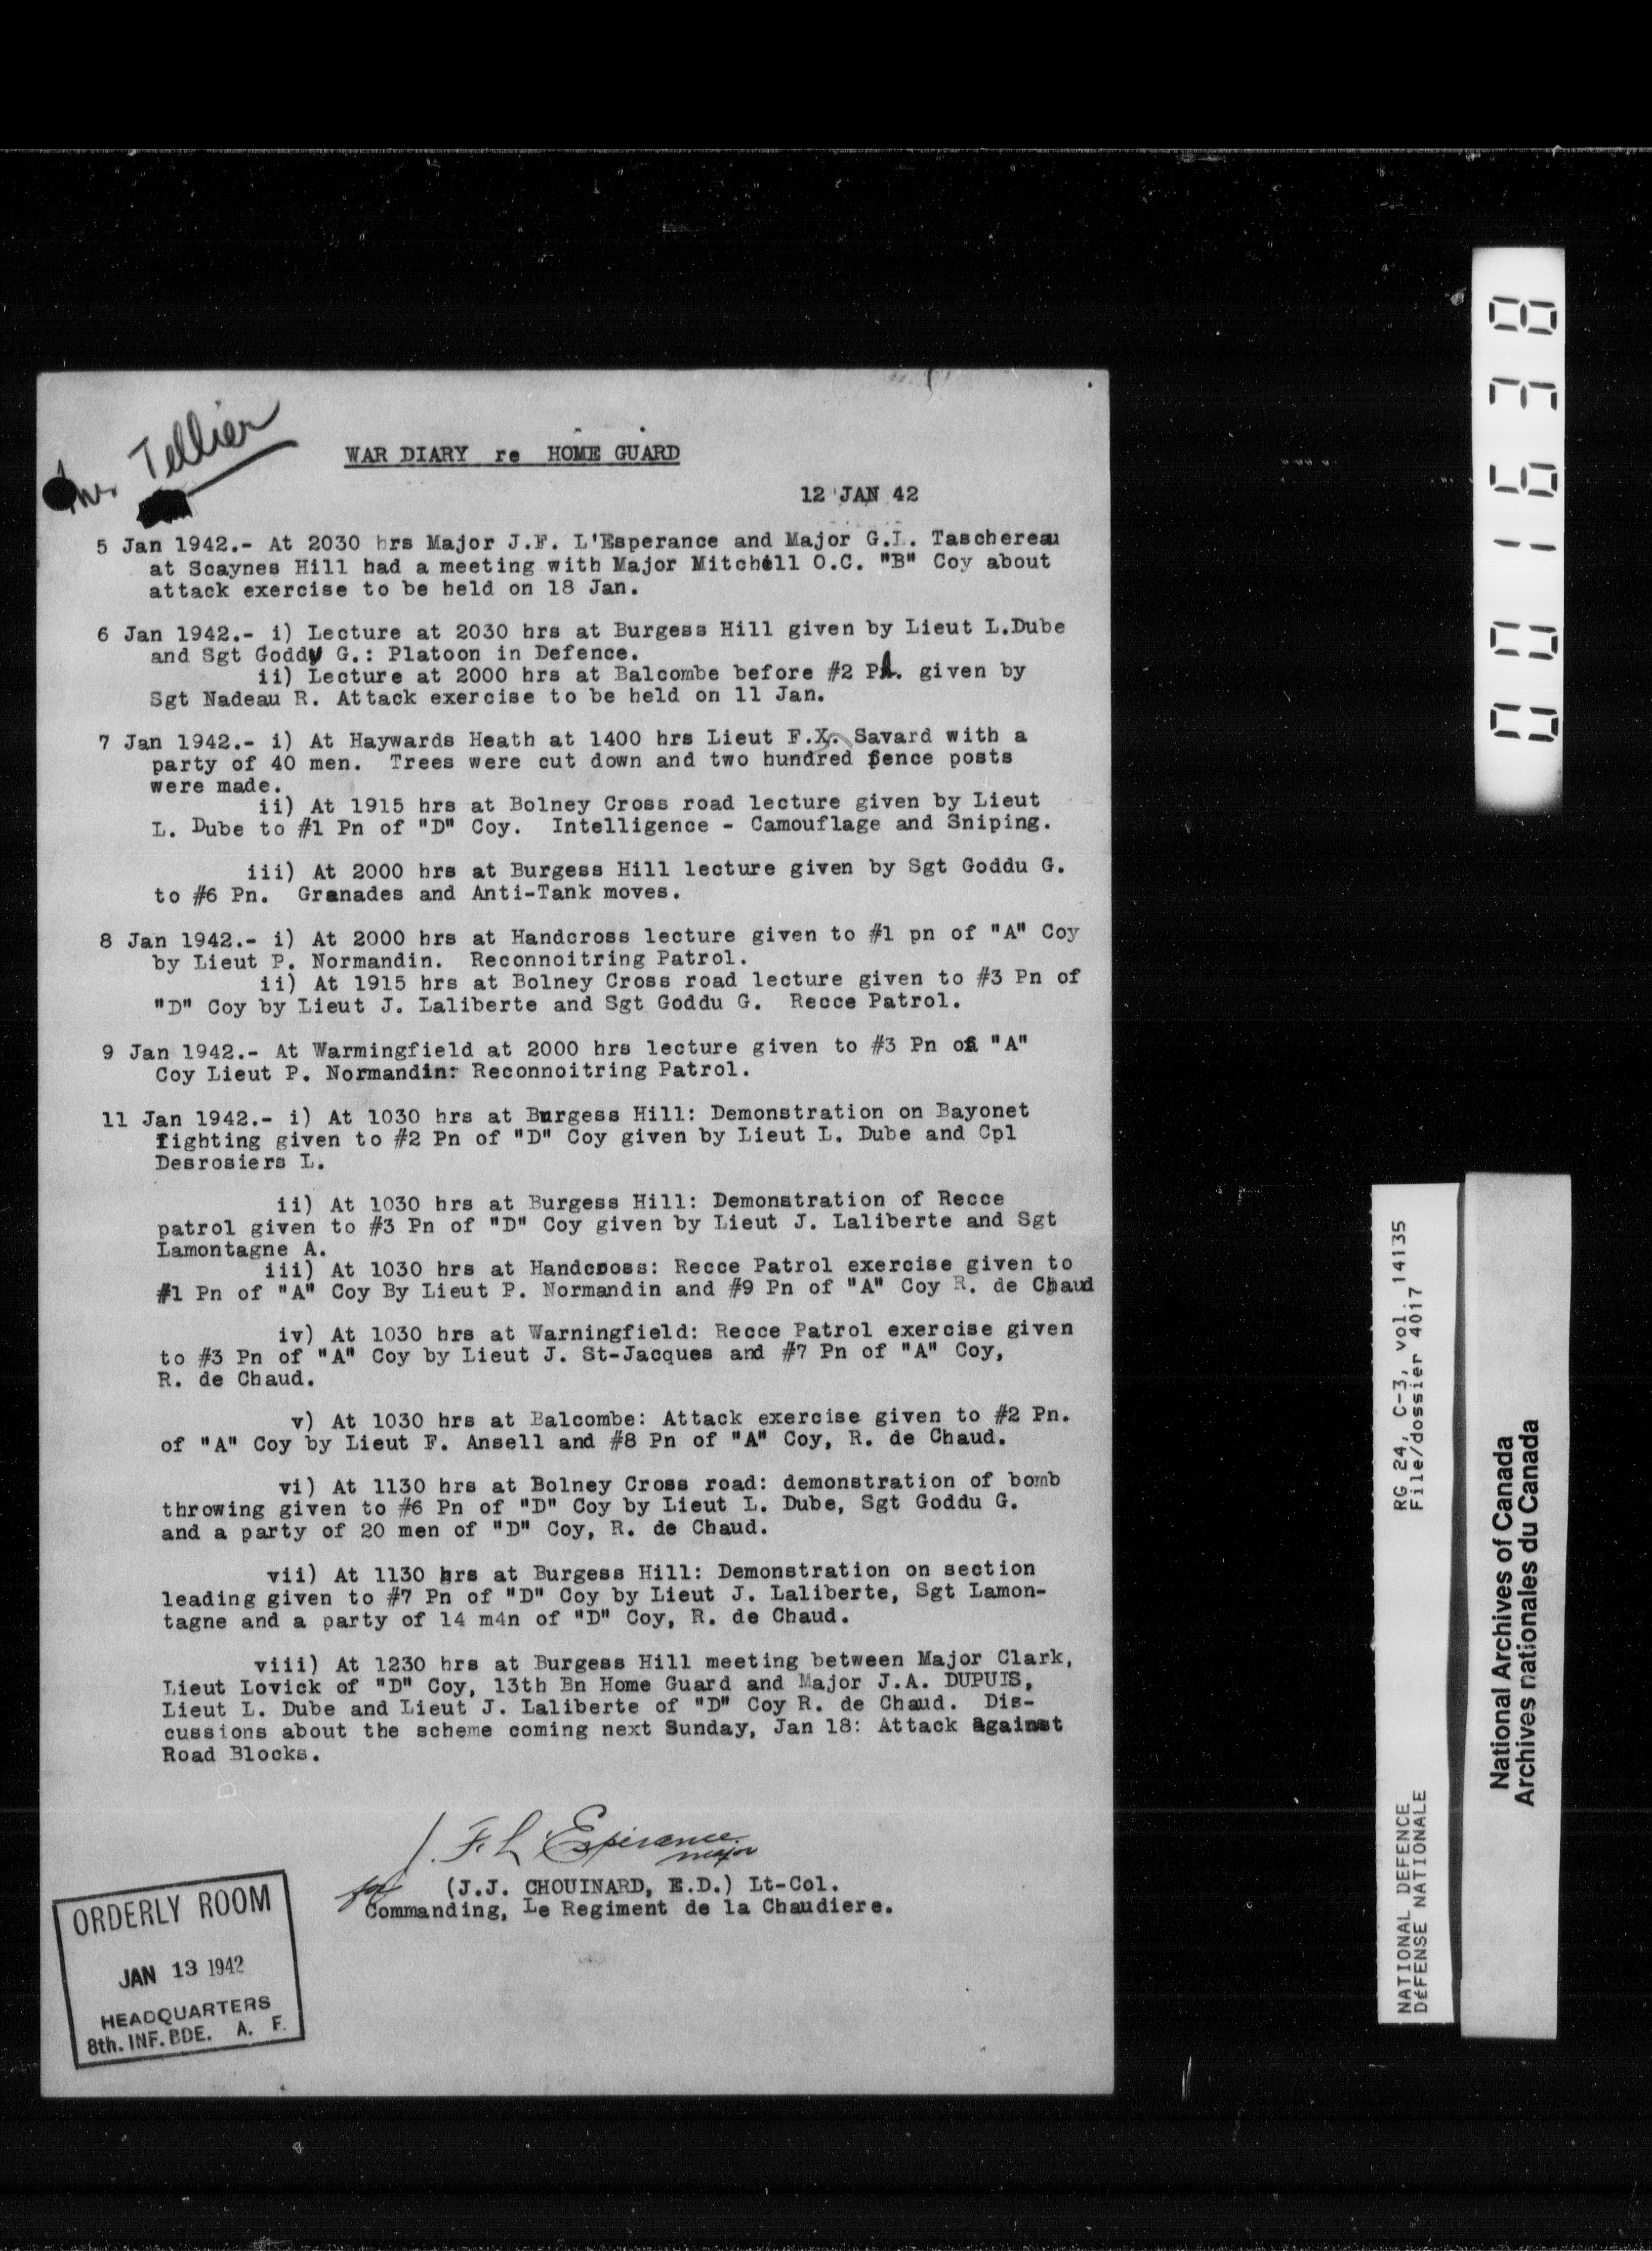 Tellier
WAR DIARY re HOME GUARD
12 JAN 42
5 Jan 1942.- At 2030 hrs Major J.F. L'Esperance and Major G.L. Taschereau
at Scaynes Hill had a meeting with Major Mitchell O.C. "B" Coy about
attack exercise to be held on 18 Jan.
6 Jan 1942.- i) Lecture at 2030 hrs at Burgess Hill given by Lieut L.Dube
and Sgt Goddy G.: Platoon in Defence.
ii) Lecture at 2000 hrs at Balcombe before #2 Pl. given by
Sgt Nadeau R. Attack exercise to be held on 11 Jan.
7 Jan 1942.- i) At Haywards Heath at 1400 hrs Lieut F.X. Savard with a
party of 40 men. Trees were cut down and two hundred fence posts
were made.
ii) At 1915 hrs at Bolney Cross road lecture given by Lieut
L. Dube to #1 Pn of "D" Coy. Intelligence - Camouflage and Sniping.
iii) At 2000 hrs at Burgess Hill lecture given by Sgt Goddu G.
to #6 Pn. Granades and Anti-Tank moves.
8 Jan 1942.- i) At 2000 hrs at Handcross lecture given to #1 pn of "A" Coy
by Lieut P. Normandin. Reconnoitring Patrol.
ii) At 1915 hrs at Bolney Cross road lecture given to #3 Pn of
"D" Coy by Lieut J. Laliberte and Sgt Goddu G. Recce Patrol.
9 Jan 1942.- At Warmingfield at 2000 hrs lecture given to #3 Pn of "A"
Coy Lieut P. Normandin: Reconnoitring Patrol.
11 Jan 1942.- i) At 1030 hrs at Burgess Hill: Demonstration on Bayonet
fighting given to #2 Pn of "D" Coy given by Lieut L. Dube and Cpl
Desrosiers L.
ii) At 1030 hrs at Burgess Hill: Demonstration of Recce
patrol given to #3 Pn of "D" Coy given by Lieut J. Laliberte and Sgt
Lamontagne A.
iii) At 1030 hrs at Handcross: Recce Patrol exercise given to
#1 Pn of "A" Coy By Lieut P. Normandin and #9 Pn of "A" Coy R. de Chaud
iv) At 1030 hrs at Warningfield: Recce Patrol exercise given
to #3 Pn of "A" Coy by Lieut J. St-Jacques and #7 Pn of "A" Coy,
R. de Chaud.
v) At 1030 hrs at Balcombe: Attack exercise given to #2 Pn.
of "A" Coy by Lieut F. Ansell and #8 Pn of "A" Coy, R. de Chaud.
vi) At 1130 hrs at Bolney Cross road: demonstration of bomb
throwing given to #6 Pn of "D" Coy by Lieut L. Dube, Sgt Goddu G.
and a party of 20 men of "D" Coy, R. de Chaud.
vii) At 1130 hrs at Burgess Hill: Demonstration on section
leading given to #7 Pn of "D" Coy by Lieut J. Laliberte, Sgt Lamon-
tagne and a party of 14 m4n of "D" Coy, R. de Chaud.
viii) At 1230 hrs at Burgess Hill meeting between Major Clark,
Lieut Lovick of "D" Coy, 13th Bn Home Guard and Major J.A. DUPUIS,
Lieut L. Dube and Lieut J. Laliberte of "D" Coy R. de Chaud. Dis-
cussions about the scheme coming next Sunday, Jan 18: Attack against
Road Blocks.
J.F. L'Esperance
major
for (J.J. CHOUINARD, E.D.) Lt-Col.
Commanding, Le Regiment de la Chaudiere.
ORDERLY ROOM
JAN 13 1942
HEADQUARTERS
8th. INF. BDE. A. F.
001638
RG 24, C-3, vol. 14135
File/dossier 4017
NATIONAL DEFENCE
DéFENSE NATIONALE
National Archives of Canada
Archives nationales du Canada